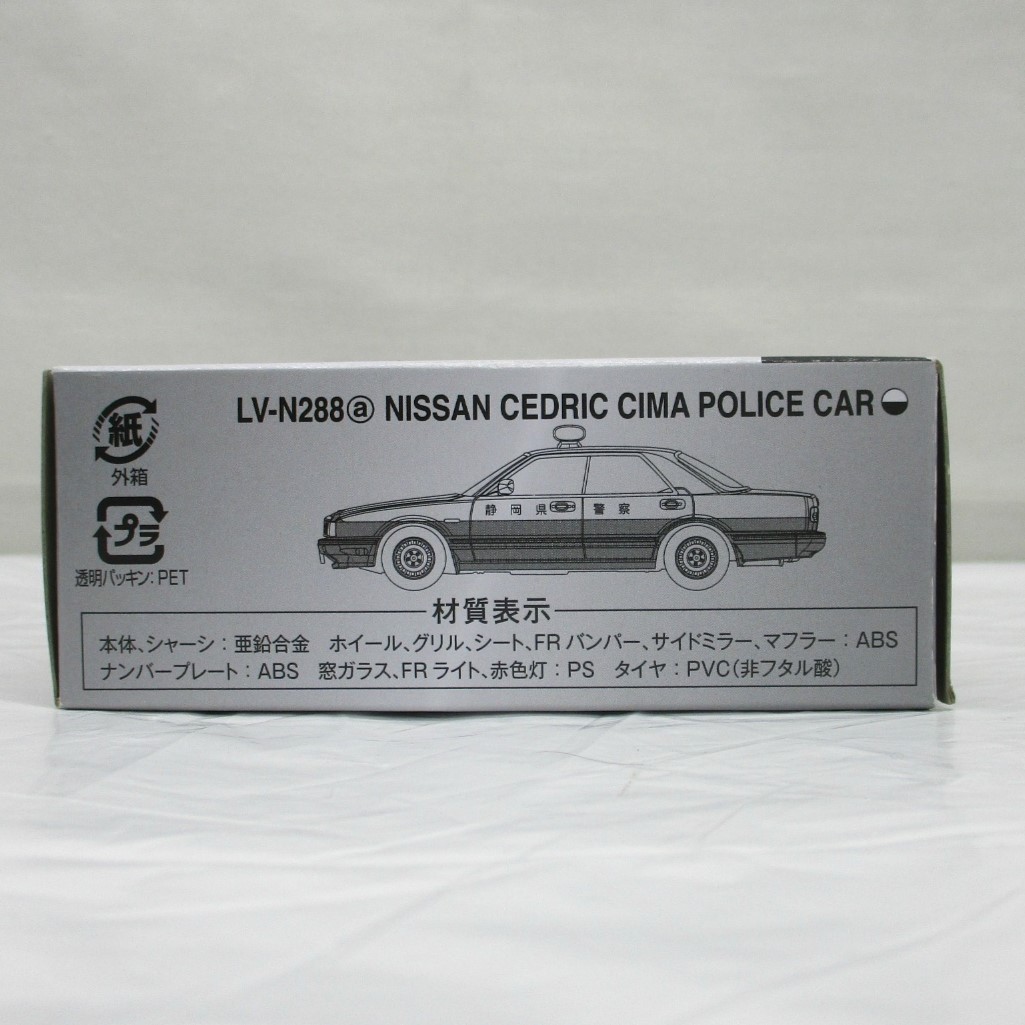 LV-N288ⓐ NISSAN CEDRIC CIMA POLICE CAR
紙
外箱
プラ
透明パッキン：PET
静岡県 警察
材質表示
本体、シャーシ：亜鉛合金 ホイール、グリル、シート、FRバンパー、サイドミラー、マフラー：ABS
ナンバープレート：ABS 窓ガラス、FRライト、赤色灯：PS タイヤ：PVC（非フタル酸）